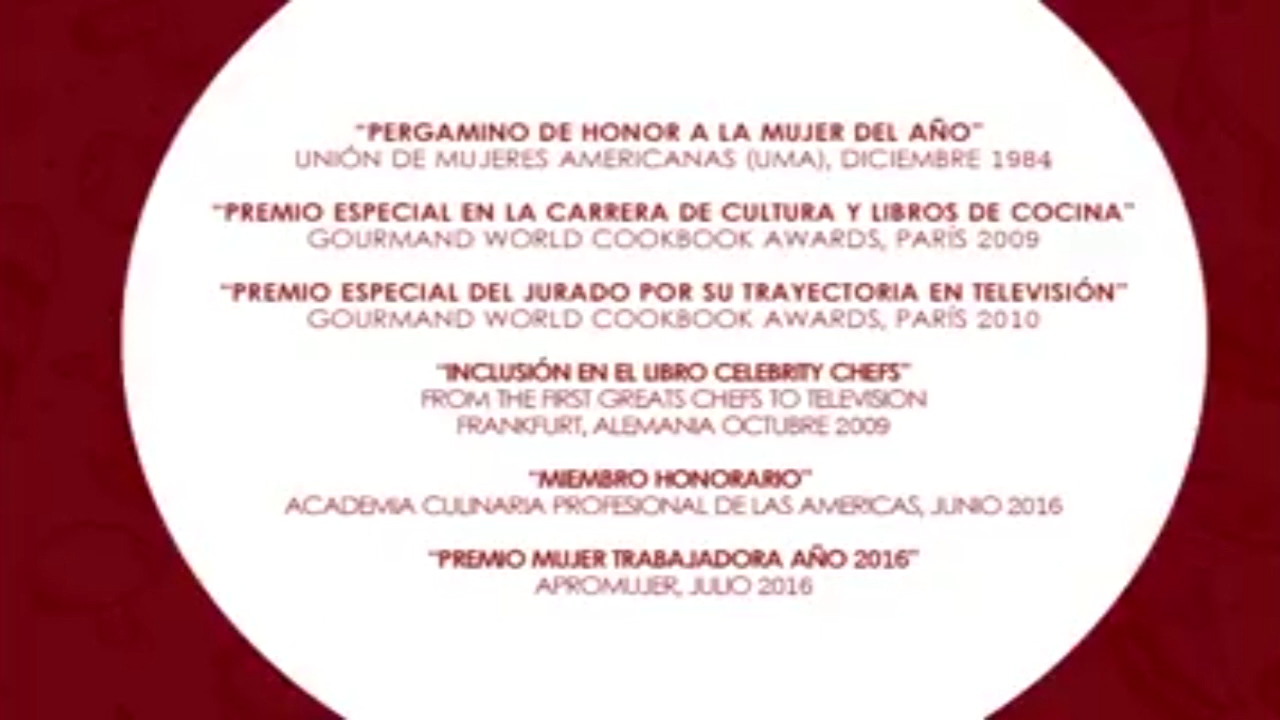 “PERGAMINO DE HONOR A LA MUJER DEL AÑO”
UNIÓN DE MUJERES AMERICANAS (UMA), DICIEMBRE 1984
“PREMIO ESPECIAL EN LA CARRERA DE CULTURA Y LIBROS DE COCINA”
GOURMAND WORLD COOKBOOK AWARDS, PARÍS 2009
“PREMIO ESPECIAL DEL JURADO POR SU TRAYECTORIA EN TELEVISIÓN”
GOURMAND WORLD COOKBOOK AWARDS, PARÍS 2010
“INCLUSIÓN EN EL LIBRO CELEBRITY CHEFS”
FROM THE FIRST GREATS CHEFS TO TELEVISION
FRANKFURT, ALEMANIA OCTUBRE 2009
“MIEMBRO HONORARIO”
ACADEMIA CULINARIA PROFESIONAL DE LAS AMERICAS, JUNIO 2016
“PREMIO MUJER TRABAJADORA AÑO 2016”
APROMUJER, JULIO 2016